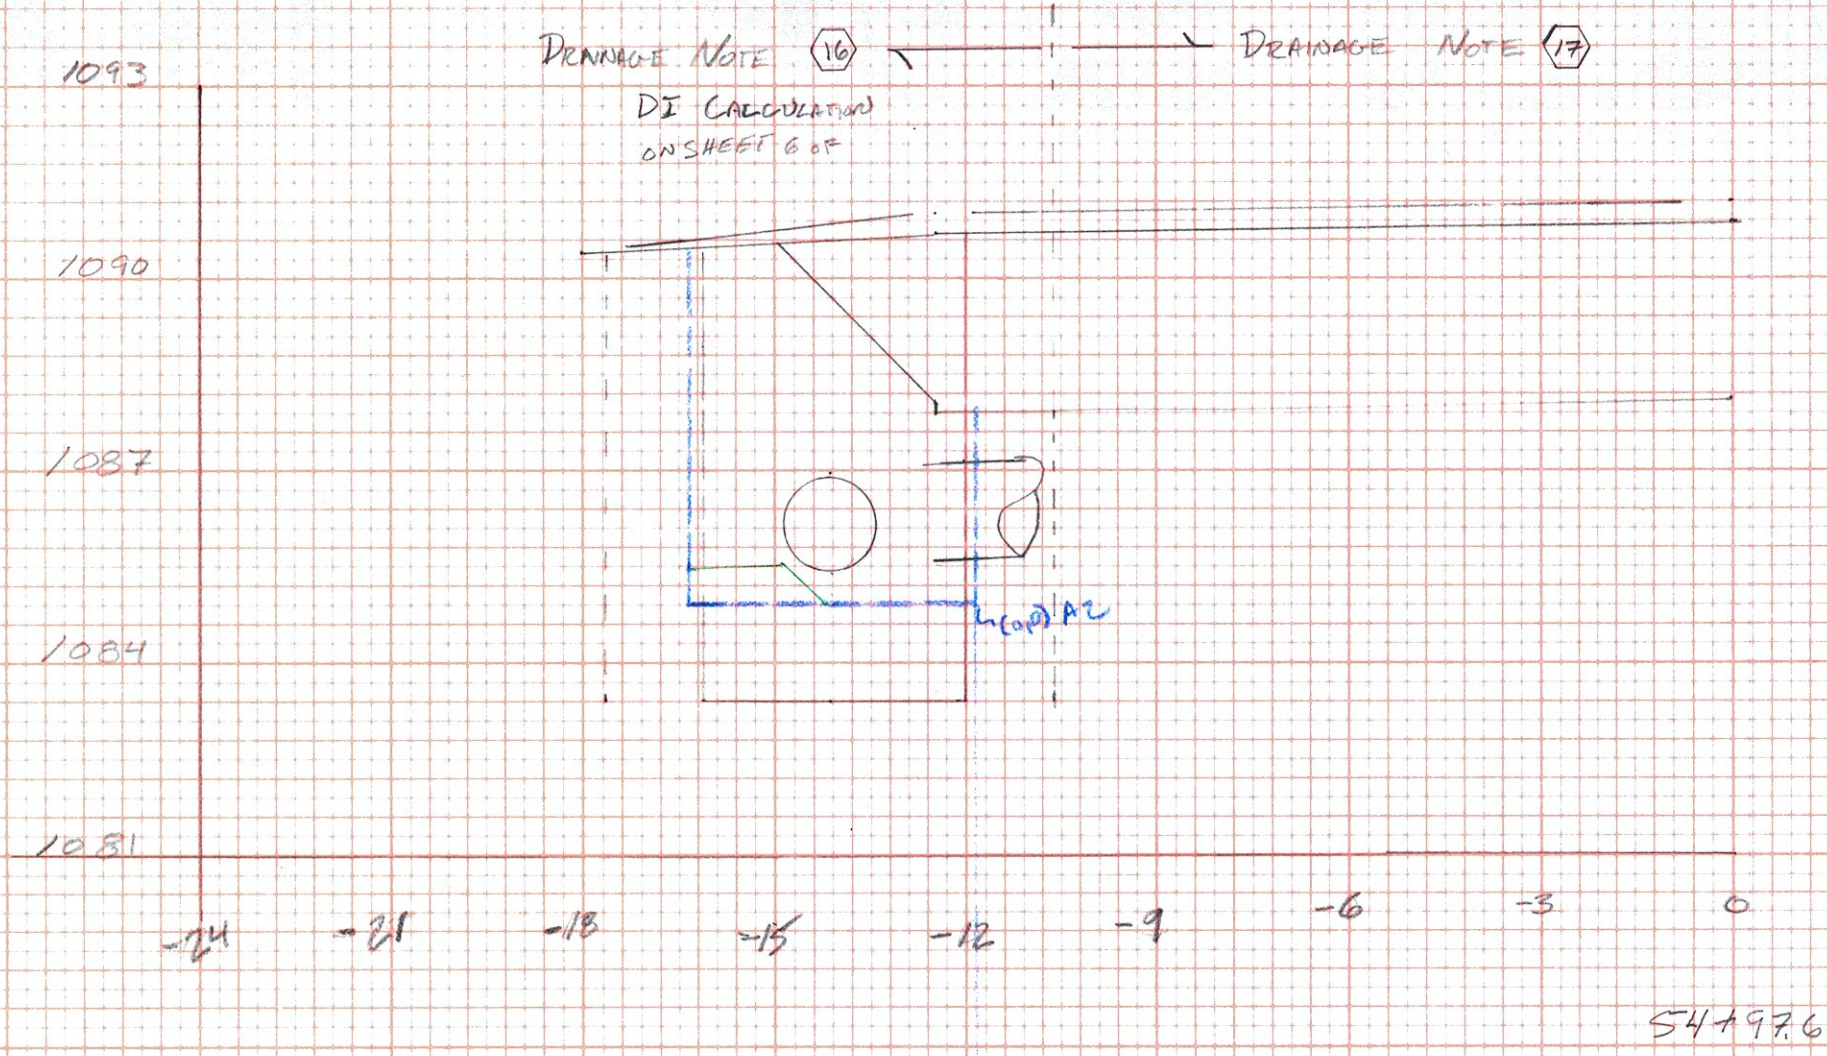 DRAINAGE NOTE 16 DRAINAGE NOTE 17
1093
DI CALCULATION
ON SHEET 6 OF
1090
1087
1084
1081
-24 -21 -18 -15 -12 -9 -6 -3 0
54+97.6